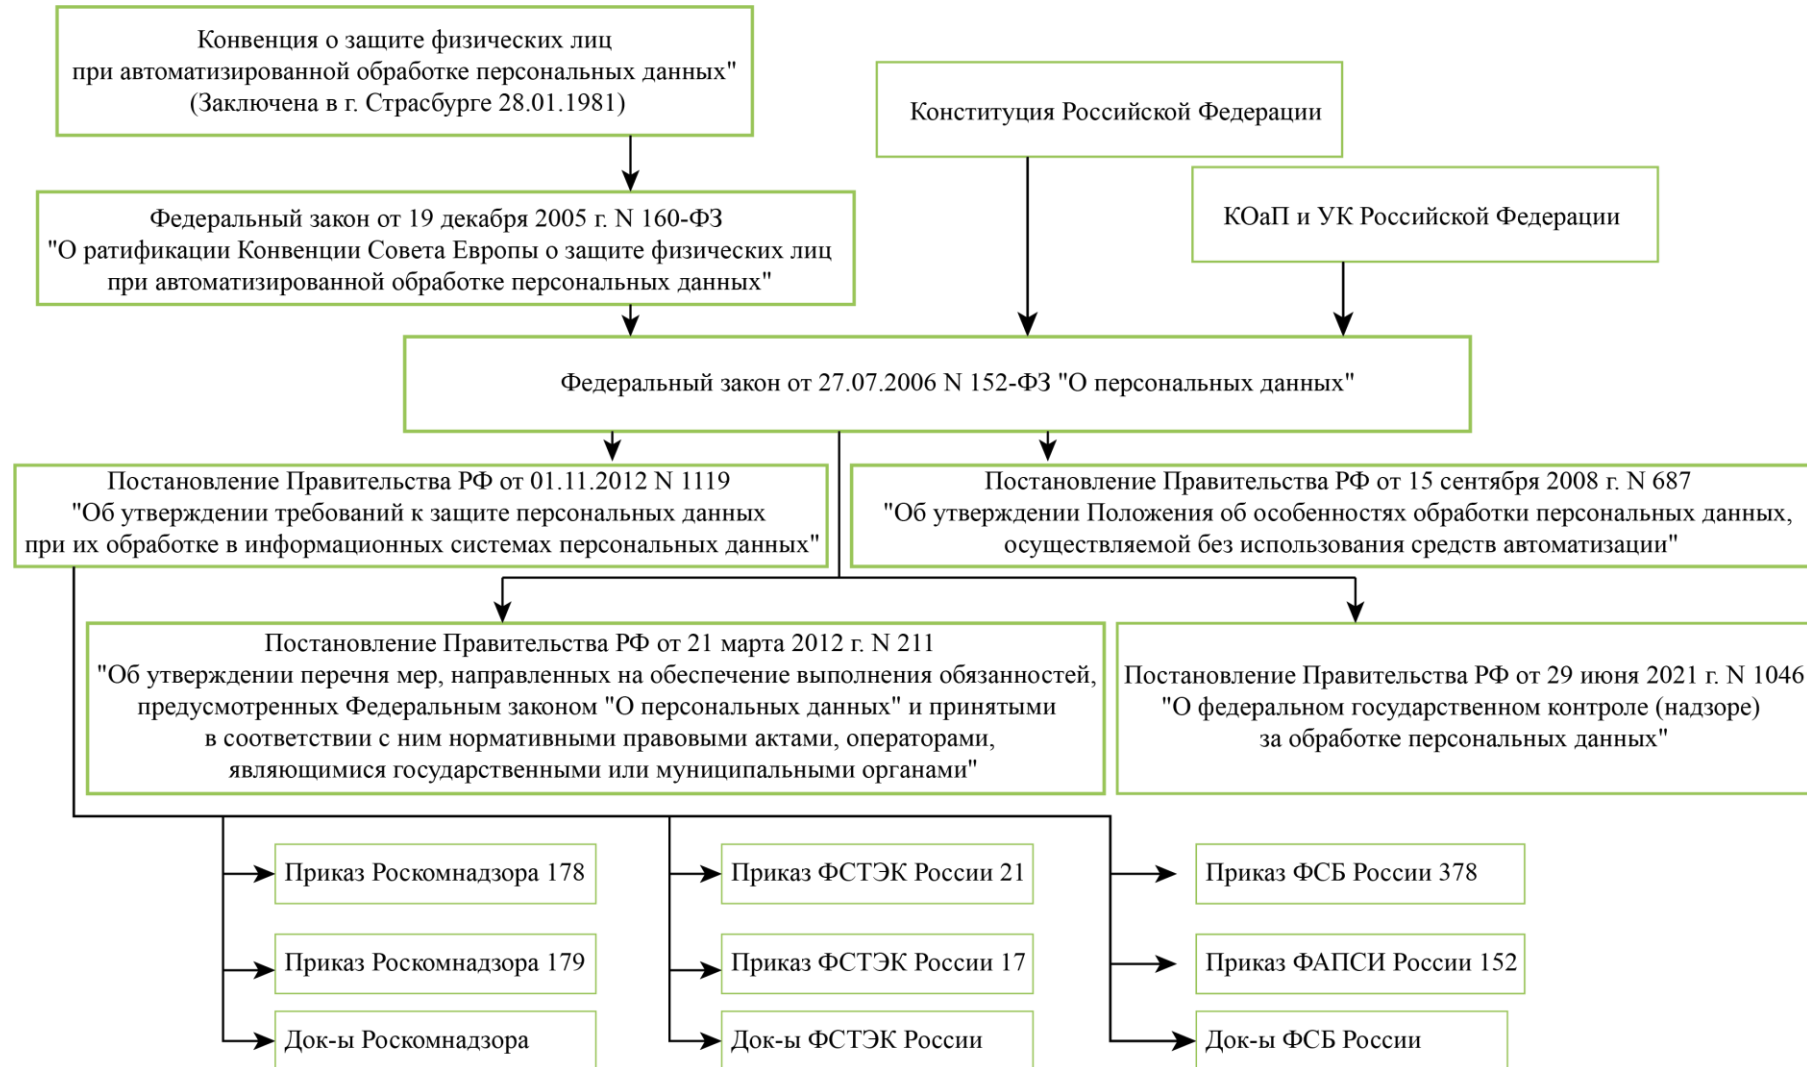 Конвенция о защите физических лиц
при автоматизированной обработке персональных данных"
(Заключена в г. Страсбурге 28.01.1981)
Конституция Российской Федерации
КОаП и УК Российской Федерации
Федеральный закон от 19 декабря 2005 г. N 160-ФЗ
"О ратификации Конвенции Совета Европы о защите физических лиц
при автоматизированной обработке персональных данных"
Федеральный закон от 27.07.2006 N 152-ФЗ "О персональных данных"
Постановление Правительства РФ от 01.11.2012 N 1119
"Об утверждении требований к защите персональных данных
при их обработке в информационных системах персональных данных"
Постановление Правительства РФ от 15 сентября 2008 г. N 687
"Об утверждении Положения об особенностях обработки персональных данных,
осуществляемой без использования средств автоматизации"
Постановление Правительства РФ от 21 марта 2012 г. N 211
"Об утверждении перечня мер, направленных на обеспечение выполнения обязанностей,
предусмотренных Федеральным законом "О персональных данных" и принятыми
в соответствии с ним нормативными правовыми актами, операторами,
являющимися государственными или муниципальными органами"
Постановление Правительства РФ от 29 июня 2021 г. N 1046
"О федеральном государственном контроле (надзоре)
за обработке персональных данных"
Приказ Роскомнадзора 178
Приказ ФСТЭК России 21
Приказ ФСБ России 378
Приказ Роскомнадзора 179
Приказ ФСТЭК России 17
Приказ ФАПСИ России 152
Док-ы Роскомнадзора
Док-ы ФСТЭК России
Док-ы ФСБ России